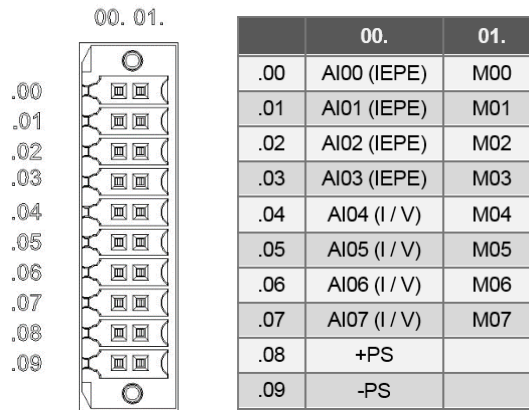 00. 01.
.00
.01
.02
.03
.04
.05
.06
.07
.08
.09
00. 01.
.00 AI00 (IEPE) M00
.01 AI01 (IEPE) M01
.02 AI02 (IEPE) M02
.03 AI03 (IEPE) M03
.04 AI04 (I / V) M04
.05 AI05 (I / V) M05
.06 AI06 (I / V) M06
.07 AI07 (I / V) M07
.08 +PS
.09 -PS